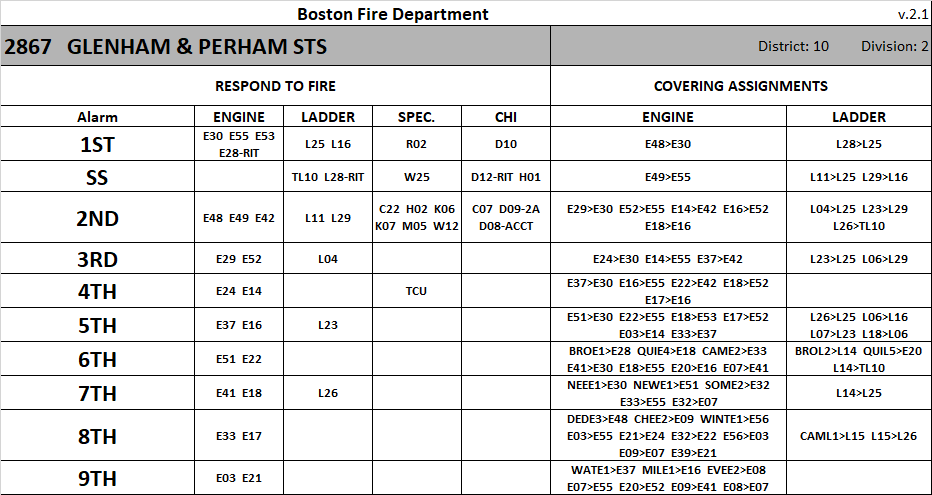 Boston Fire Department v.2.1
2867 GLENHAM & PERHAM STS District: 10 Division: 2
RESPOND TO FIRE COVERING ASSIGNMENTS
Alarm ENGINE LADDER SPEC. CHI ENGINE LADDER
1ST E30 E55 E53 L25 L16 R02 D10 E48>E30 L28>L25
E28-RIT
SS TL10 L28-RIT W25 D12-RIT H01 E49>E55 L11>L25 L29>L16
2ND E48 E49 E42 L11 L29 C22 H02 K06 C07 D09-2A E29>E30 E52>E55 E14>E42 E16>E52 L04>L25 L23>L29
K07 M05 W12 D08-ACCT E18>E16 L26>TL10
3RD E29 E52 L04 E24>E30 E14>E55 E37>E42 L23>L25 L06>L29
4TH E24 E14 TCU E37>E30 E16>E55 E22>E42 E18>E52
E17>E16
5TH E37 E16 L23 E51>E30 E22>E55 E18>E53 E17>E52 L26>L25 L06>L16
E03>E14 E33>E37 L07>L23 L18>L06
6TH E51 E22 BROE1>E28 QUIE4>E18 CAME2>E33 BROL2>L14 QUIL5>E20
E41>E30 E18>E55 E20>E16 E07>E41 L14>TL10
7TH E41 E18 L26 NEEE1>E30 NEWE1>E51 SOME2>E32 L14>L25
E33>E55 E32>E07
8TH E33 E17 DEDE3>E48 CHEE2>E09 WINTE1>E56 CAML1>L15 L15>L26
E03>E55 E21>E24 E32>E22 E56>E03
E09>E07 E39>E21
9TH E03 E21 WATE1>E37 MILE1>E16 EVEE2>E08
E07>E55 E20>E52 E09>E41 E08>E07